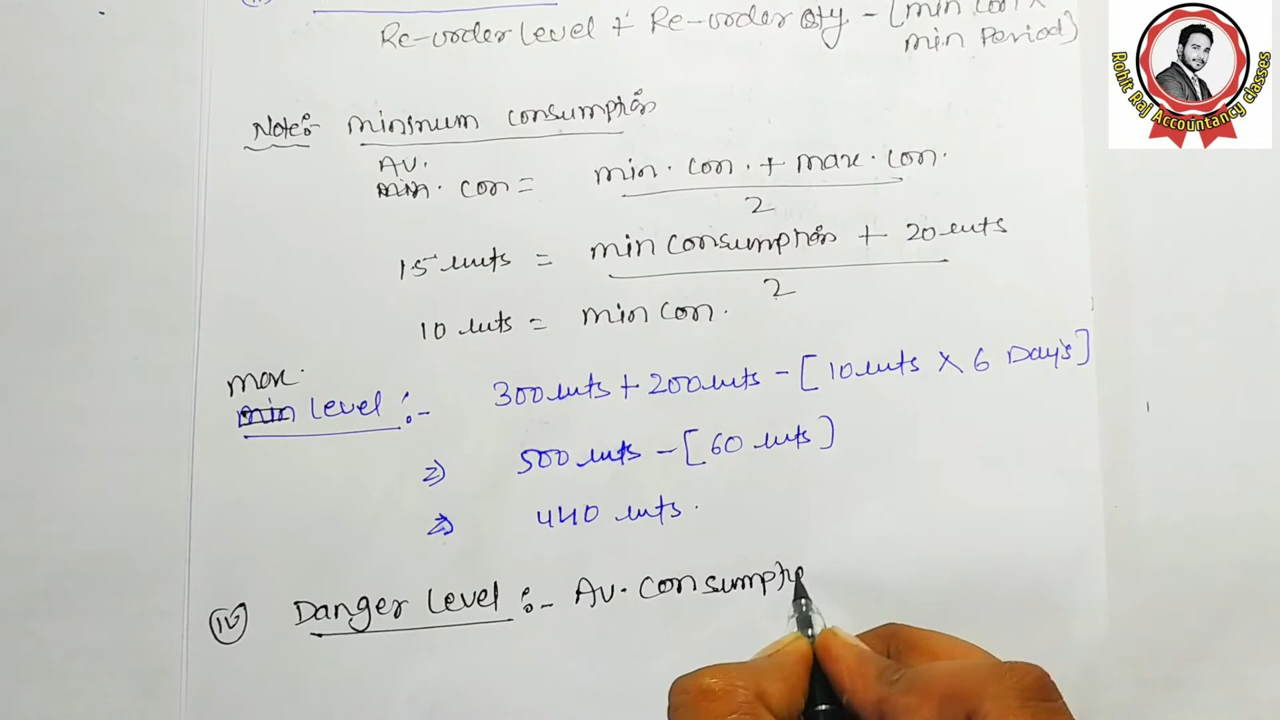 Re-order level + Re-order Qty - [min con x
min Period]
Rohit Raj Accountancy classes
Note:- minimum consumption
AV.
min. con = min. con. + max. con.
2
15 units = min consumption + 20 units
2
10 units = min con.
max.
min level :- 300 units + 200 units - [10 units X 6 Days]
⇒ 500 units - [60 units]
⇒ 440 units.
(iv) Danger level :- Av. Consumptio